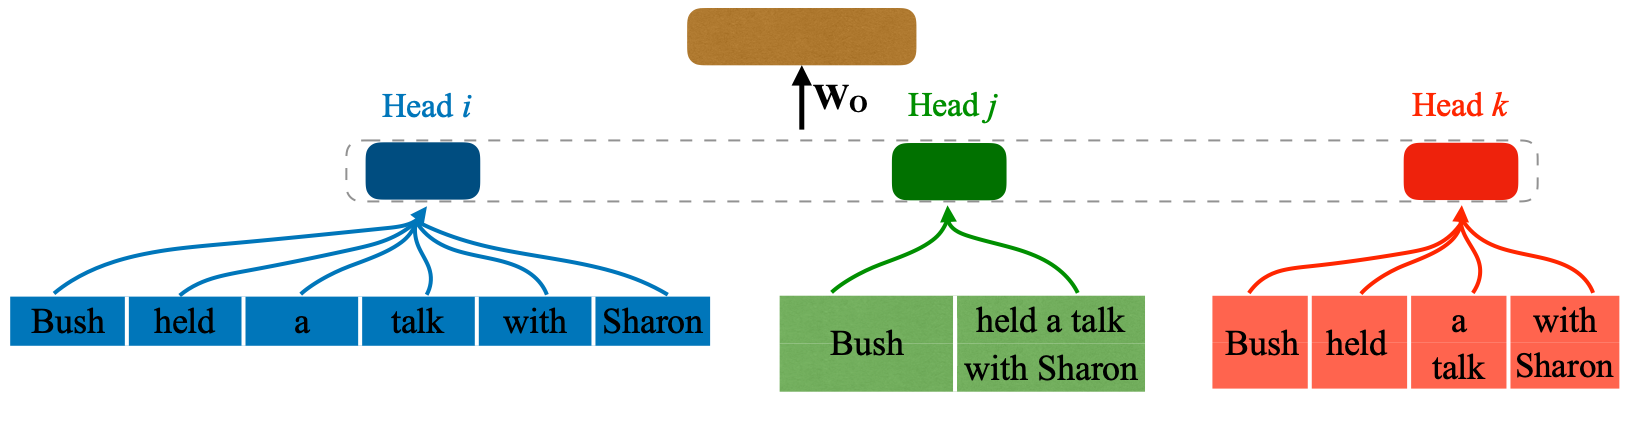 W_O
Head i
Head j
Head k
Bush
held
a
talk
with
Sharon
Bush
held a talk
with Sharon
Bush
held
a
talk
with
Sharon